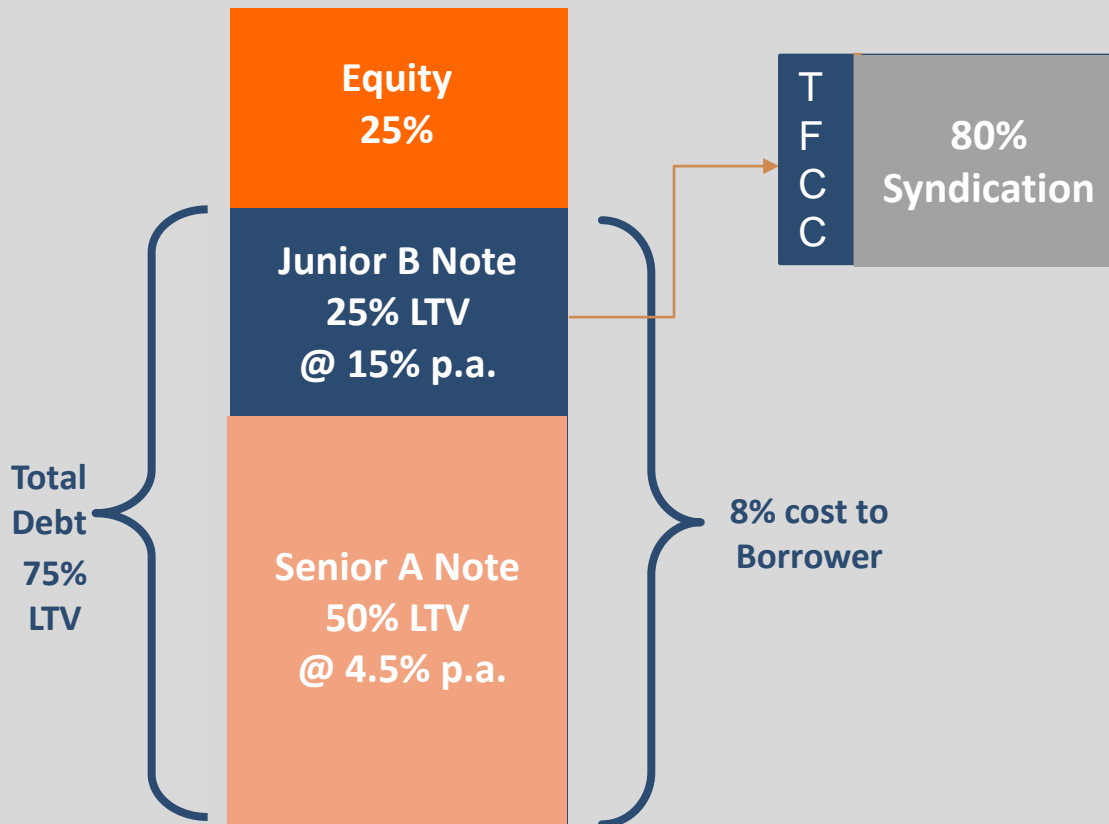 Equity
25%
Junior B Note
25% LTV
@ 15% p.a.
Senior A Note
50% LTV
@ 4.5% p.a.
Total
Debt
75%
LTV
8% cost to
Borrower
T
F
C
C
80%
Syndication